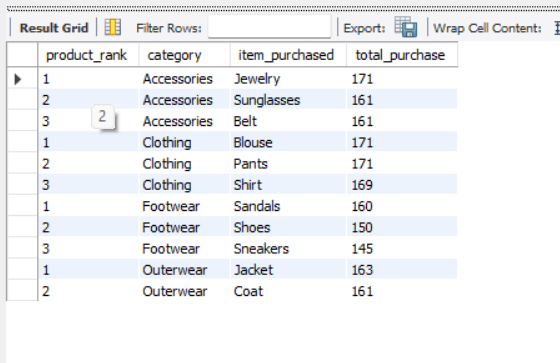 Result Grid Filter Rows: Export: Wrap Cell Content:
product_rank category item_purchased total_purchase
1 Accessories Jewelry 171
2 Accessories Sunglasses 161
3 Accessories Belt 161
2
1 Clothing Blouse 171
2 Clothing Pants 171
3 Clothing Shirt 169
1 Footwear Sandals 160
2 Footwear Shoes 150
3 Footwear Sneakers 145
1 Outerwear Jacket 163
2 Outerwear Coat 161